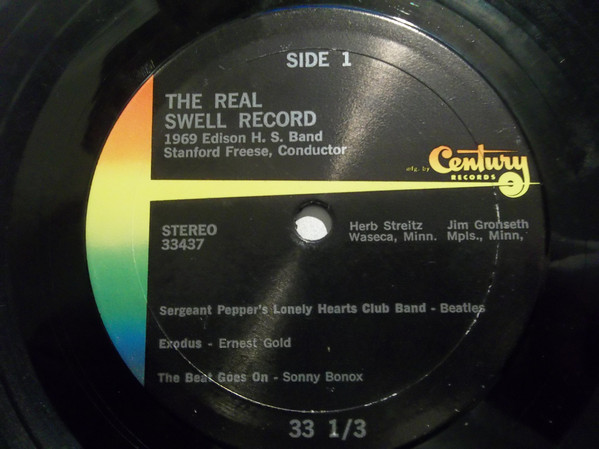 SIDE 1
THE REAL
SWELL RECORD
1969 Edison H. S. Band
Stanford Freese, Conductor
mfg. by Century
RECORDS
STEREO
33437
Herb Streitz Jim Gronseth
Waseca, Minn. Mpls., Minn,
Sergeant Pepper's Lonely Hearts Club Band - Beatles
Exodus - Ernest Gold
The Beat Goes On - Sonny Bonox
33 1/3